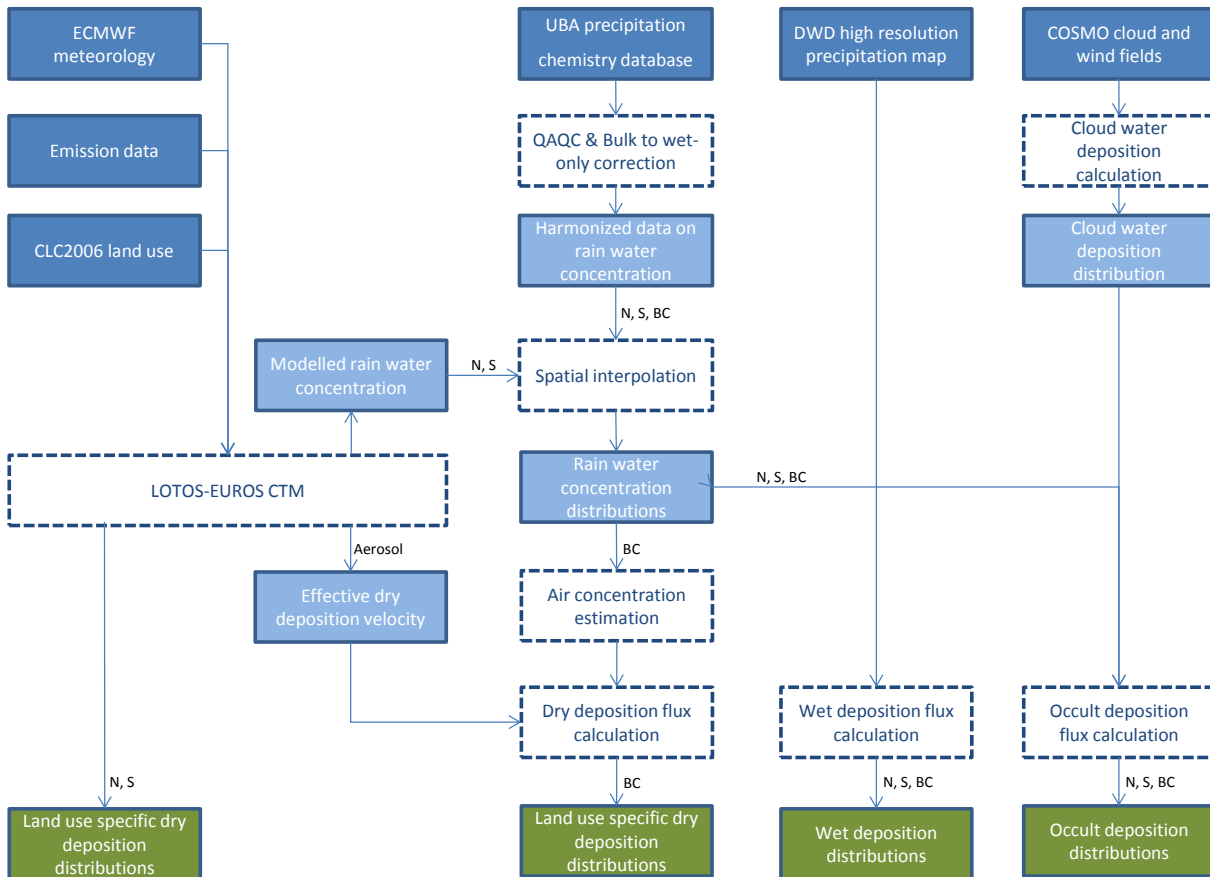 ECMWF
meteorology
UBA precipitation
chemistry database
DWD high resolution
precipitation map
COSMO cloud and
wind fields
Emission data
QAQC & Bulk to wet-
only correction
Cloud water
deposition
calculation
CLC2006 land use
Harmonized data on
rain water
concentration
Cloud water
deposition
distribution
N, S, BC
Modelled rain water
concentration
N, S
Spatial interpolation
LOTOS-EUROS CTM
Rain water
concentration
distributions
N, S, BC
Aerosol
BC
Effective dry
deposition velocity
Air concentration
estimation
Dry deposition flux
calculation
Wet deposition flux
calculation
Occult deposition
flux calculation
N, S
BC
N, S, BC
N, S, BC
Land use specific dry
deposition
distributions
Land use specific dry
deposition
distributions
Wet deposition
distributions
Occult deposition
distributions